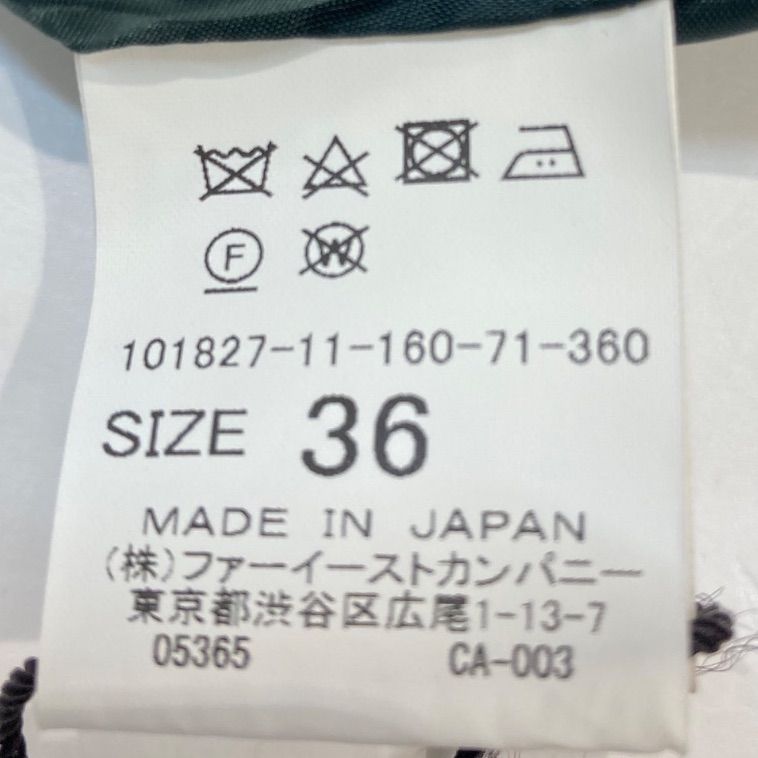 F W
101827-11-160-71-360
SIZE 36
MADE IN JAPAN
(株)ファーイーストカンパニー
東京都渋谷区広尾1-13-7
05365 CA-003